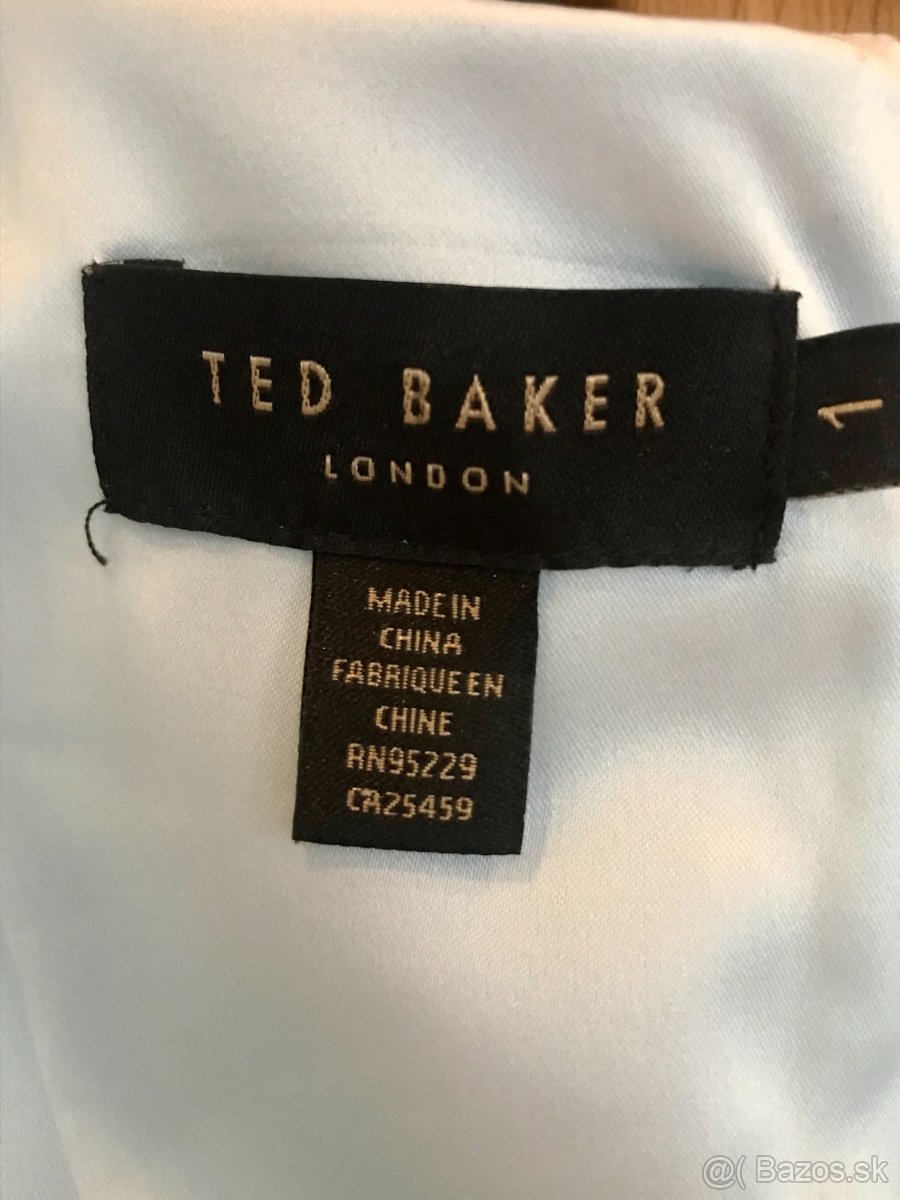 TED BAKER
LONDON
1
MADE IN
CHINA
FABRIQUE EN
CHINE
RN95229
CA25459
@( Bazos.sk